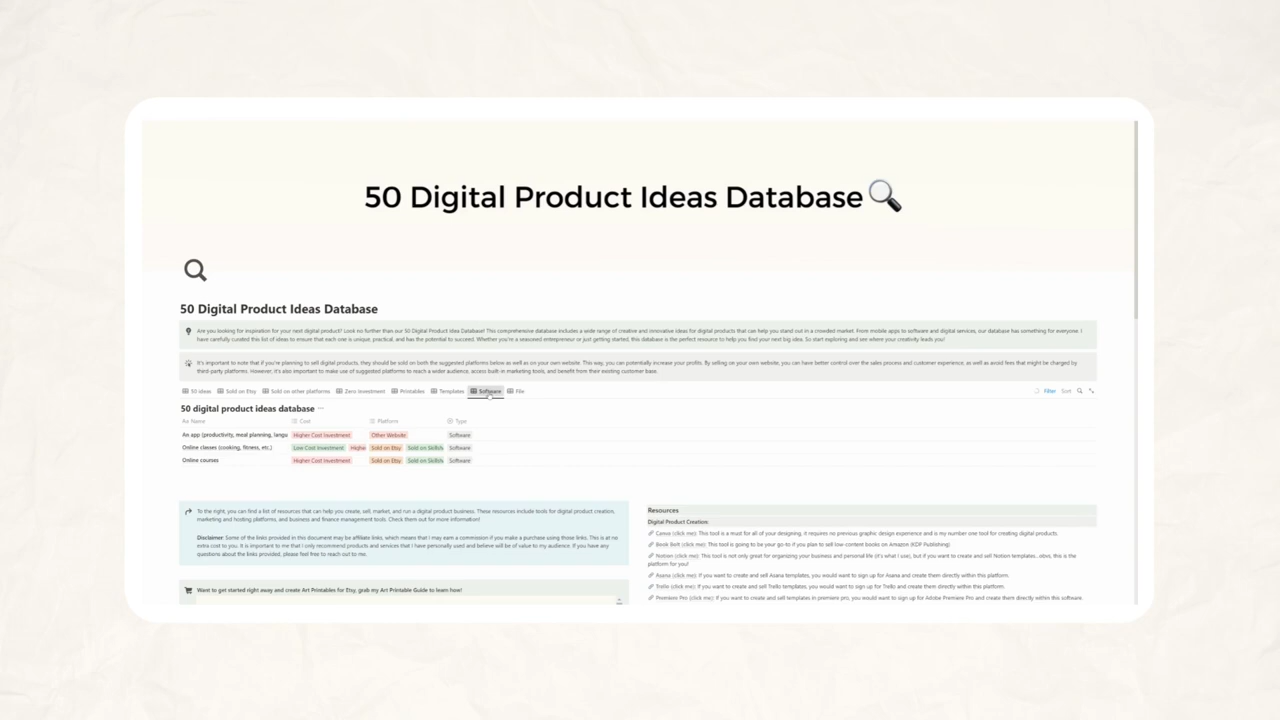 50 Digital Product Ideas Database
50 Digital Product Ideas Database
Are you looking for inspiration for your next digital product? Look no further than our 50 Digital Product Idea Database! This comprehensive database includes a wide range of creative and innovative ideas for digital products that can help you stand out in a crowded market. From mobile apps to software and digital services, our database has something for everyone. I
have carefully curated this list of ideas to ensure that each one is unique, practical, and has the potential to succeed. Whether you're a seasoned entrepreneur or just getting started, this database is the perfect resource to help you find your next big idea. So start exploring and see where your creativity leads you!
It's important to note that if you're planning to sell digital products, they should be sold on both the suggested platforms below as well as on your own website. This way, you can potentially increase your profits. By selling on your own website, you can have better control over the sales process and customer experience, as well as avoid fees that might be charged by
third-party platforms. However, it's also important to make use of suggested platforms to reach a wider audience, access built-in marketing tools, and benefit from their existing customer base.
50 ideas Sold on Etsy Sold on other platforms Zero Investment Printables Templates Software File Filter Sort
50 digital product ideas database
Aa Name Cost Platform Type
An app (productivity, meal planning, langu Higher Cost Investment Other Website Software
Online classes (cooking, fitness, etc.) Low Cost Investment Highe Sold on Etsy Sold on Skillsh Software
Online courses Higher Cost Investment Sold on Etsy Sold on Skillsh Software
To the right, you can find a list of resources that can help you create, sell, market, and run a digital product business. These resources include tools for digital product creation,
marketing and hosting platforms, and business and finance management tools. Check them out for more information!
Disclaimer: Some of the links provided in this document may be affiliate links, which means that I may earn a commission if you make a purchase using those links. This is at no
extra cost to you. It is important to me that I only recommend products and services that I have personally used and believe will be of value to my audience. If you have any
questions about the links provided, please feel free to reach out to me.
Want to get started right away and create Art Printables for Etsy, grab my Art Printable Guide to learn how!
Resources
Digital Product Creation:
Canva (click me): This tool is a must for all of your designing, it requires no previous graphic design experience and is my number one tool for creating digital products.
Book Bolt (click me): This tool is going to be your go-to if you plan to sell low-content books on Amazon (KDP Publishing)
Notion (click me): This tool is not only great for organizing your business and personal life (it's what I use), but if you want to create and sell Notion templates...obvi, this is the
platform for you!
Asana (click me): If you want to create and sell Asana templates, you would want to sign up for Asana and create them directly within this platform.
Trello (click me): If you want to create and sell Trello templates, you would want to sign up for Trello and create them directly within this platform.
Premiere Pro (click me): If you want to create and sell templates in premiere pro, you would want to sign up for Adobe Premiere Pro and create them directly within this software.